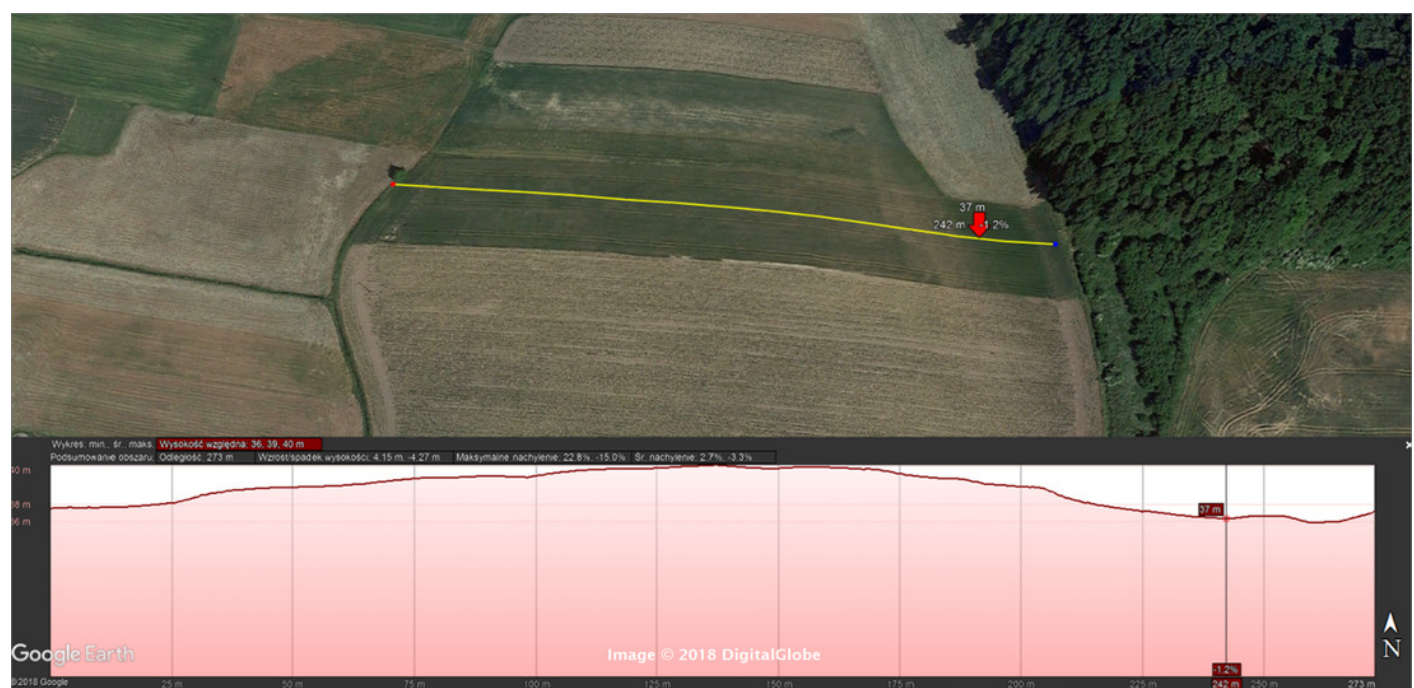 37 m
242 m -1.2%
Wykres: min., śr., maks. Wysokość względna: 36, 39, 40 m
Podsumowanie obszaru: Odległość: 273 m Wzrost/spadek wysokości: 4,15 m, -4.27 m Maksymalne nachylenie: 22.8%, -15.0% Śr. nachylenie: 2.7%, -3.3%
40 m
38 m
36 m
37 m
Google Earth
Image © 2018 DigitalGlobe
N
-1.2%
©2018 Google
25 m 50 m 75 m 100 m 125 m 150 m 175 m 200 m 225 m 242 m 250 m 273 m